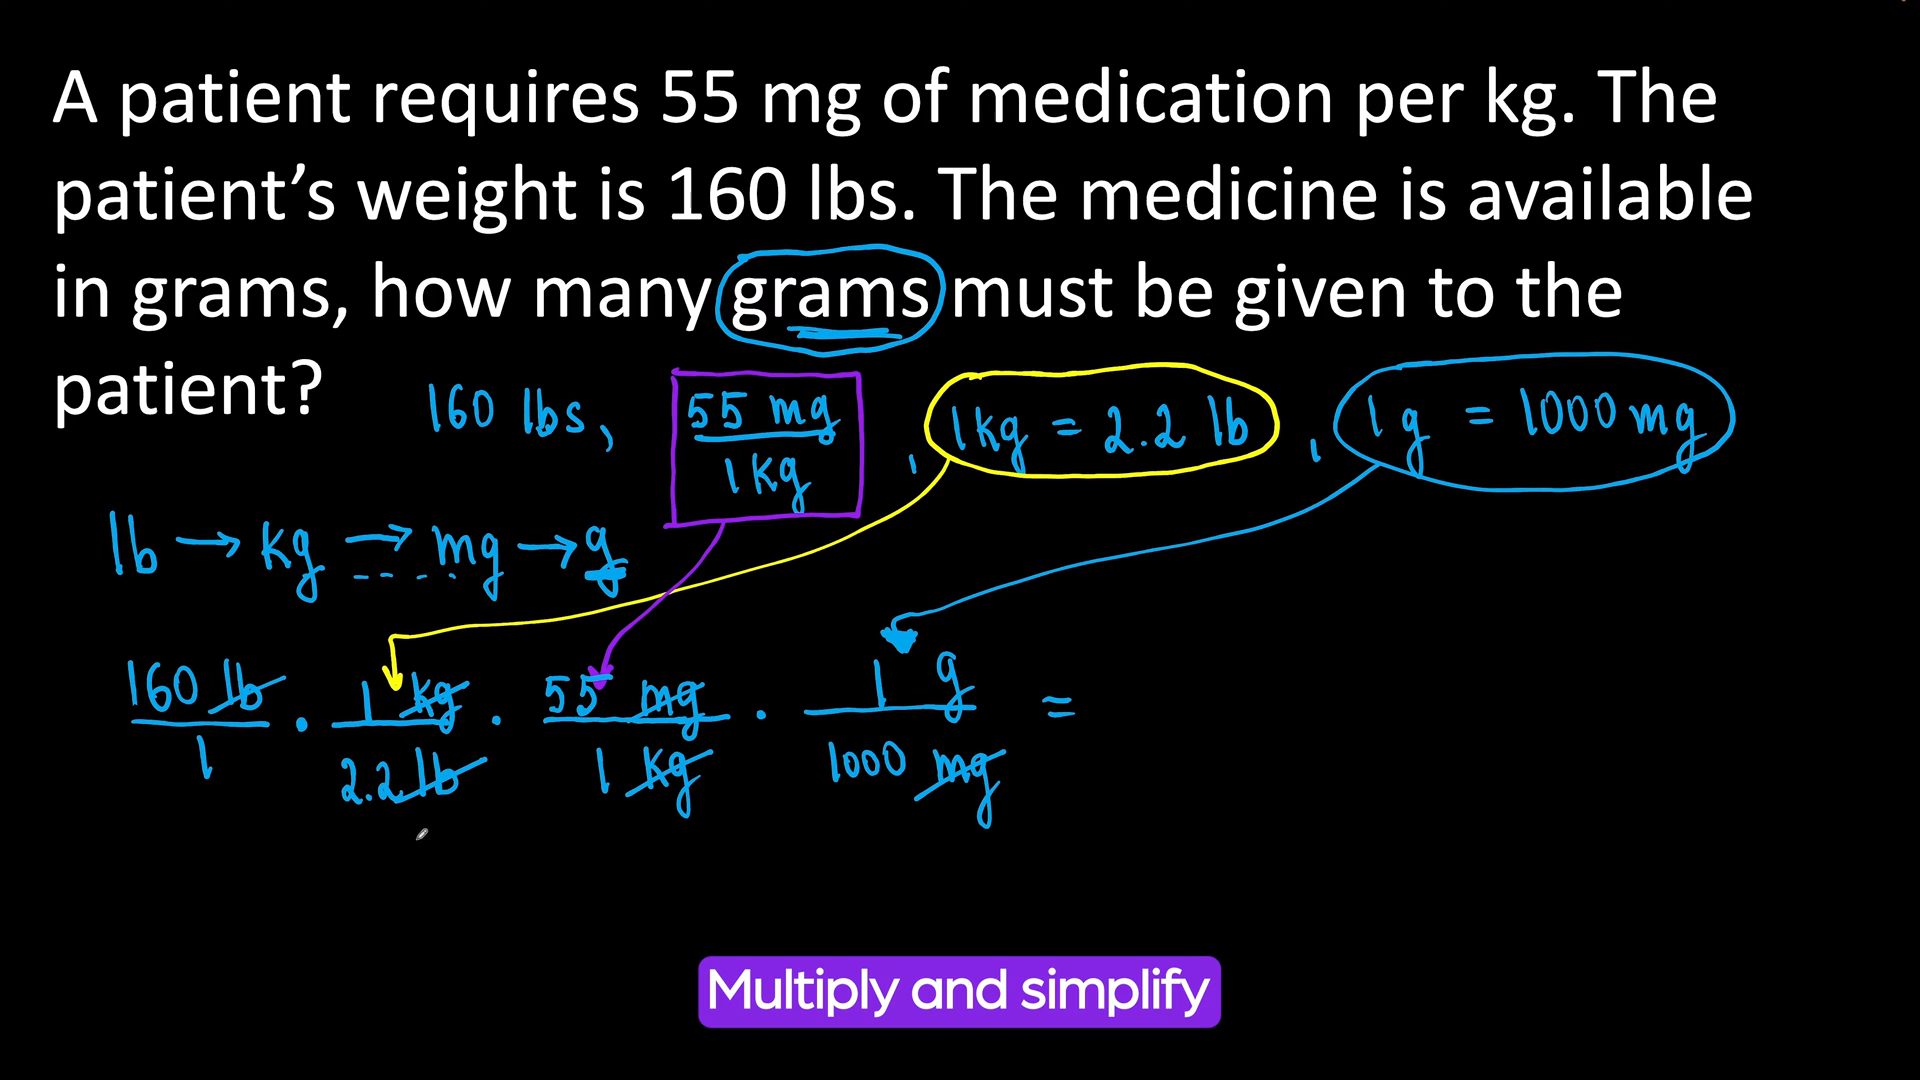 A patient requires 55 mg of medication per kg. The
patient’s weight is 160 lbs. The medicine is available
in grams, how many grams must be given to the
patient?
160 lbs, 55 mg / 1 kg , 1 kg = 2.2 lb , 1 g = 1000 mg
lb → kg → mg → g
160 lb / 1 · 1 kg / 2.2 lb · 55 mg / 1 kg · 1 g / 1000 mg =
Multiply and simplify